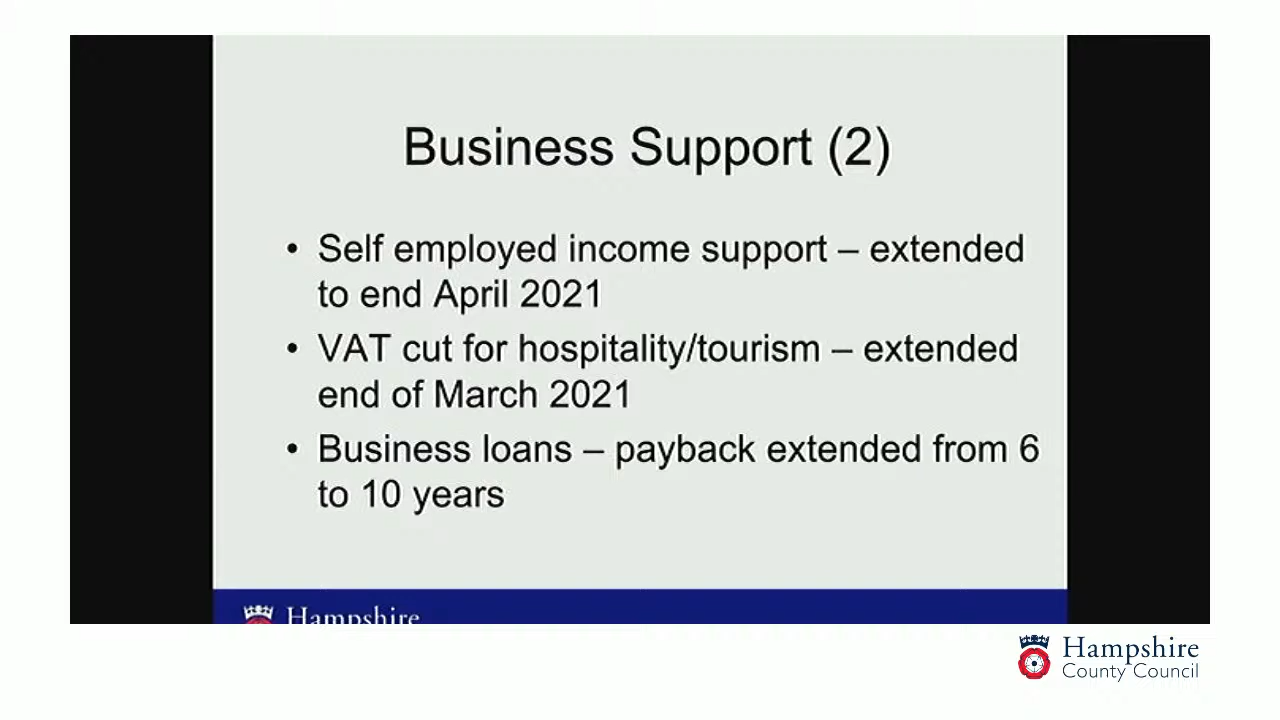 Business Support (2)
• Self employed income support – extended
to end April 2021
• VAT cut for hospitality/tourism – extended
end of March 2021
• Business loans – payback extended from 6
to 10 years
Hampshire
Hampshire
County Council